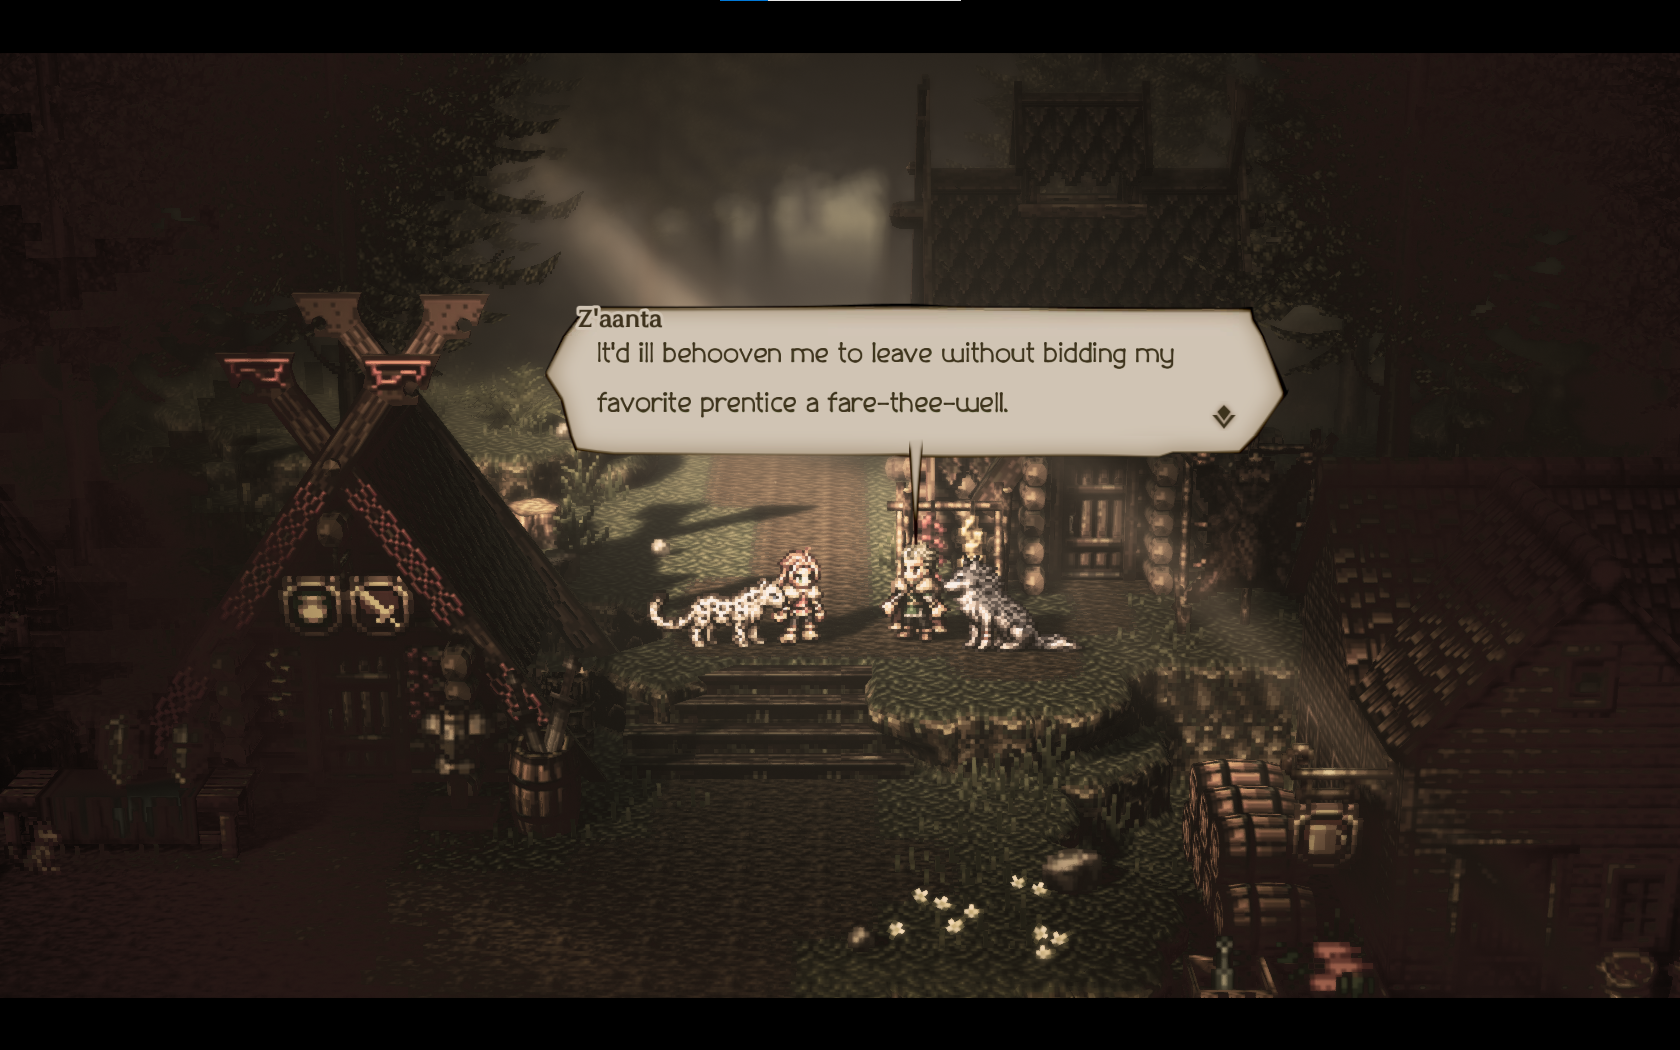 Z'aanta
It'd ill behooven me to leave without bidding my
favorite prentice a fare-thee-well.